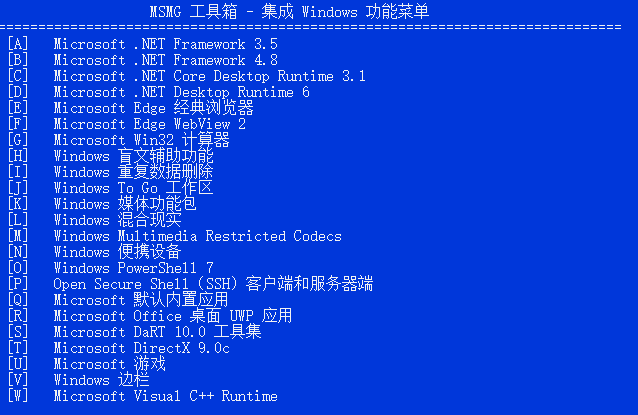 MSMG 工具箱 - 集成 Windows 功能菜单
===============================================================================
[A] Microsoft .NET Framework 3.5
[B] Microsoft .NET Framework 4.8
[C] Microsoft .NET Core Desktop Runtime 3.1
[D] Microsoft .NET Desktop Runtime 6
[E] Microsoft Edge 经典浏览器
[F] Microsoft Edge WebView 2
[G] Microsoft Win32 计算器
[H] Windows 盲文辅助功能
[I] Windows 重复数据删除
[J] Windows To Go 工作区
[K] Windows 媒体功能包
[L] Windows 混合现实
[M] Windows Multimedia Restricted Codecs
[N] Windows 便携设备
[O] Windows PowerShell 7
[P] Open Secure Shell (SSH) 客户端和服务器端
[Q] Microsoft 默认内置应用
[R] Microsoft Office 桌面 UWP 应用
[S] Microsoft DaRT 10.0 工具集
[T] Microsoft DirectX 9.0c
[U] Microsoft 游戏
[V] Windows 边栏
[W] Microsoft Visual C++ Runtime